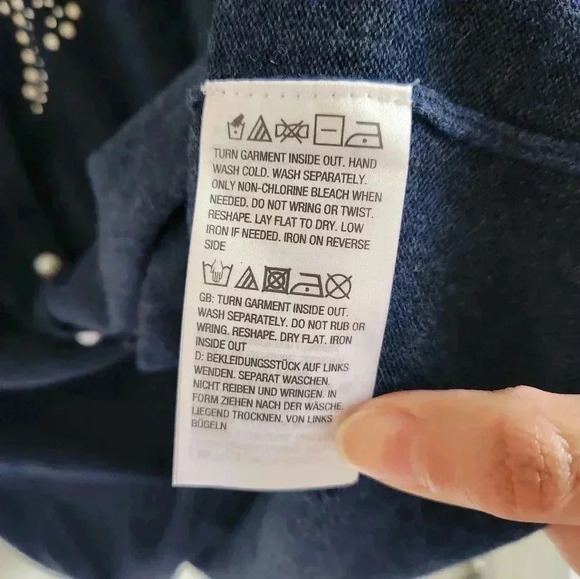 TURN GARMENT INSIDE OUT. HAND
WASH COLD. WASH SEPARATELY.
ONLY NON-CHLORINE BLEACH WHEN
NEEDED. DO NOT WRING OR TWIST.
RESHAPE. LAY FLAT TO DRY. LOW
IRON IF NEEDED. IRON ON REVERSE
SIDE
GB: TURN GARMENT INSIDE OUT.
WASH SEPARATELY. DO NOT RUB OR
WRING. RESHAPE. DRY FLAT. IRON
INSIDE OUT
D: BEKLEIDUNGSSTÜCK AUF LINKS
WENDEN. SEPARAT WASCHEN.
NICHT REIBEN UND WRINGEN. IN
FORM ZIEHEN NACH DER WÄSCHE.
LIEGEND TROCKNEN. VON LINKS
BÜGELN